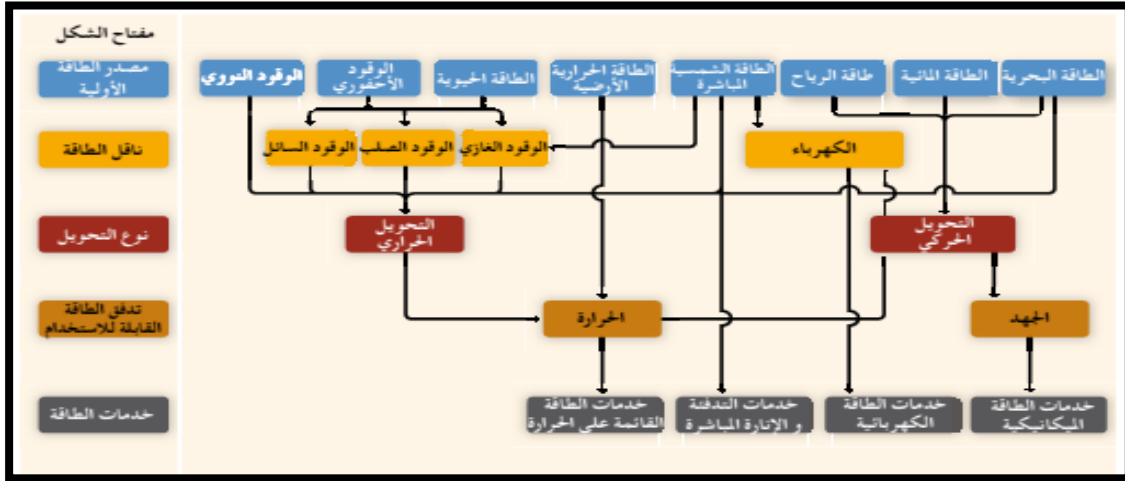 مفتاح الشكل
مصدر الطاقة
الأولية
الطاقة البحرية
الطاقة المائية
طاقة الرياح
الطاقة الشمسية
المباشرة
الطاقة الحرارية
الأرضية
الطاقة الحيوية
الوقود
الأحفوري
الوقود النووي
ناقل الطاقة
الكهرباء
الوقود الغازي
الوقود الصلب
الوقود السائل
نوع التحويل
التحويل
الحركي
التحويل
الحراري
تدفق الطاقة
القابلة للاستخدام
الجهد
الحرارة
خدمات الطاقة
خدمات الطاقة
الميكانيكية
خدمات الطاقة
الكهربائية
خدمات التدفئة
و الإنارة المباشرة
خدمات الطاقة
القائمة على الحرارة